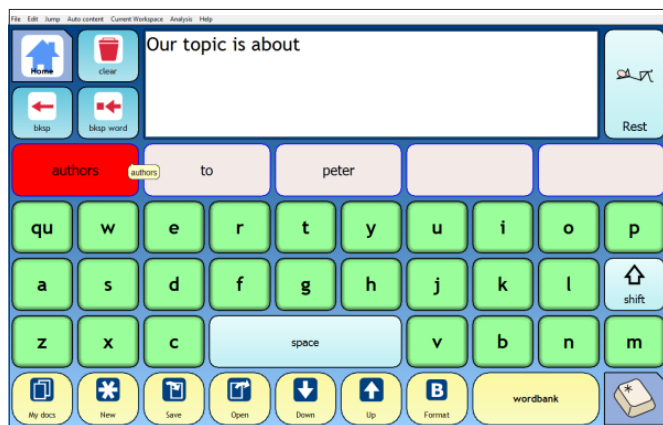 File Edit Jump Auto content Current Workspace Analysis Help
Home clear Our topic is about
bksp bksp word Rest
authors authors to peter
qu w e r t y u i o p
a s d f g h j k l shift
z x c space v b n m
My docs New Save Open Down Up B Format wordbank *